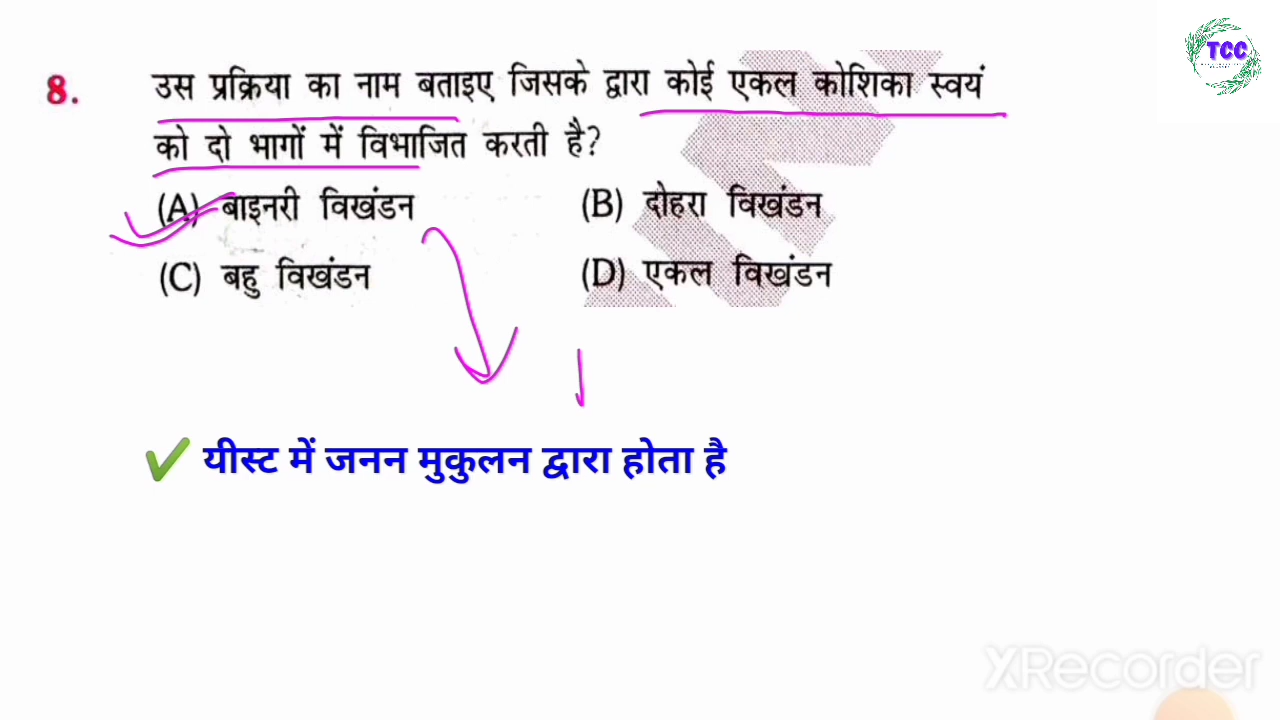 TCC
8. उस प्रक्रिया का नाम बताइए जिसके द्वारा कोई एकल कोशिका स्वयं
को दो भागों में विभाजित करती है?
(A) बाइनरी विखंडन (B) दोहरा विखंडन
(C) बहु विखंडन (D) एकल विखंडन
✔ यीस्ट में जनन मुकुलन द्वारा होता है
XRecorder